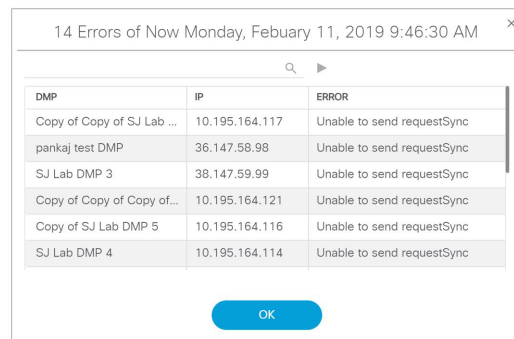 14 Errors of Now Monday, Febuary 11, 2019 9:46:30 AM
DMP IP ERROR
Copy of Copy of SJ Lab ... 10.195.164.117 Unable to send requestSync
pankaj test DMP 36.147.58.98 Unable to send requestSync
SJ Lab DMP 3 38.147.59.99 Unable to send requestSync
Copy of Copy of Copy of... 10.195.164.121 Unable to send requestSync
Copy of SJ Lab DMP 5 10.195.164.116 Unable to send requestSync
SJ Lab DMP 4 10.195.164.114 Unable to send requestSync
OK